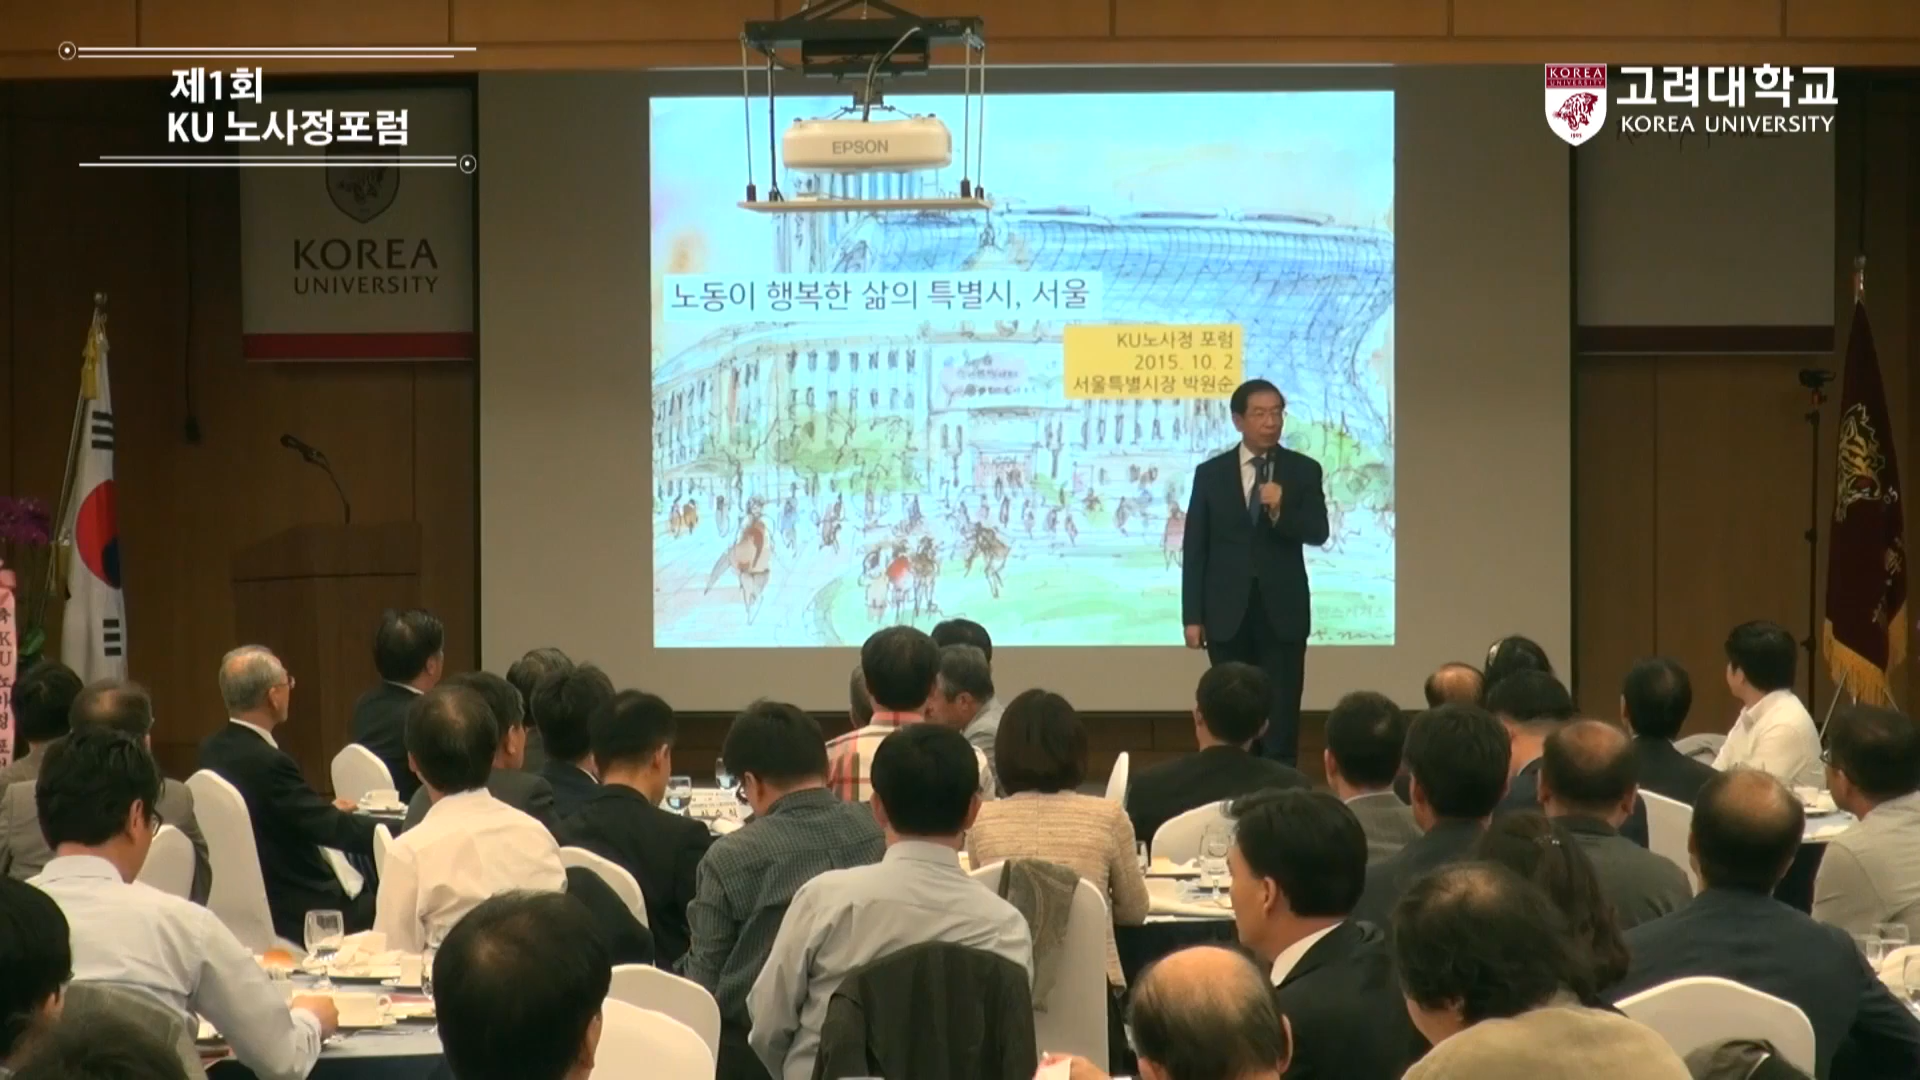 제1회
KU 노사정포럼
KOREA
UNIVERSITY
고려대학교
KOREA UNIVERSITY
EPSON
KOREA
UNIVERSITY
노동이 행복한 삶의 특별시, 서울
KU노사정 포럼
2015. 10. 2
서울특별시장 박원순